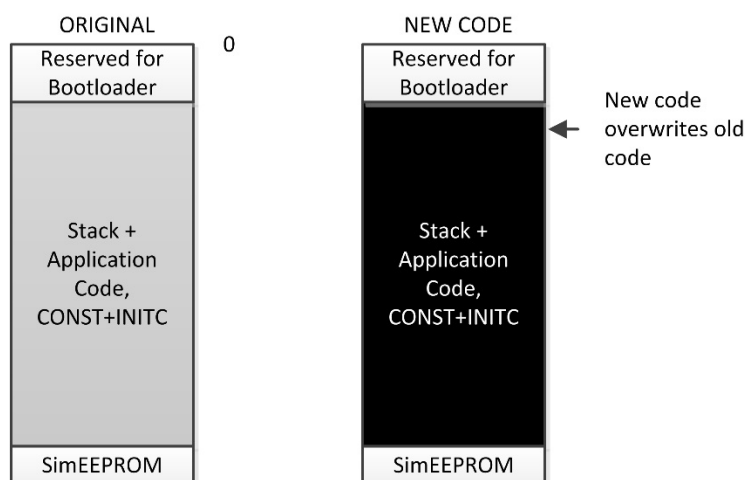 ORIGINAL
0
Reserved for
Bootloader
Stack +
Application
Code,
CONST+INITC
SimEEPROM
NEW CODE
Reserved for
Bootloader
New code
overwrites old
code
Stack +
Application
Code,
CONST+INITC
SimEEPROM